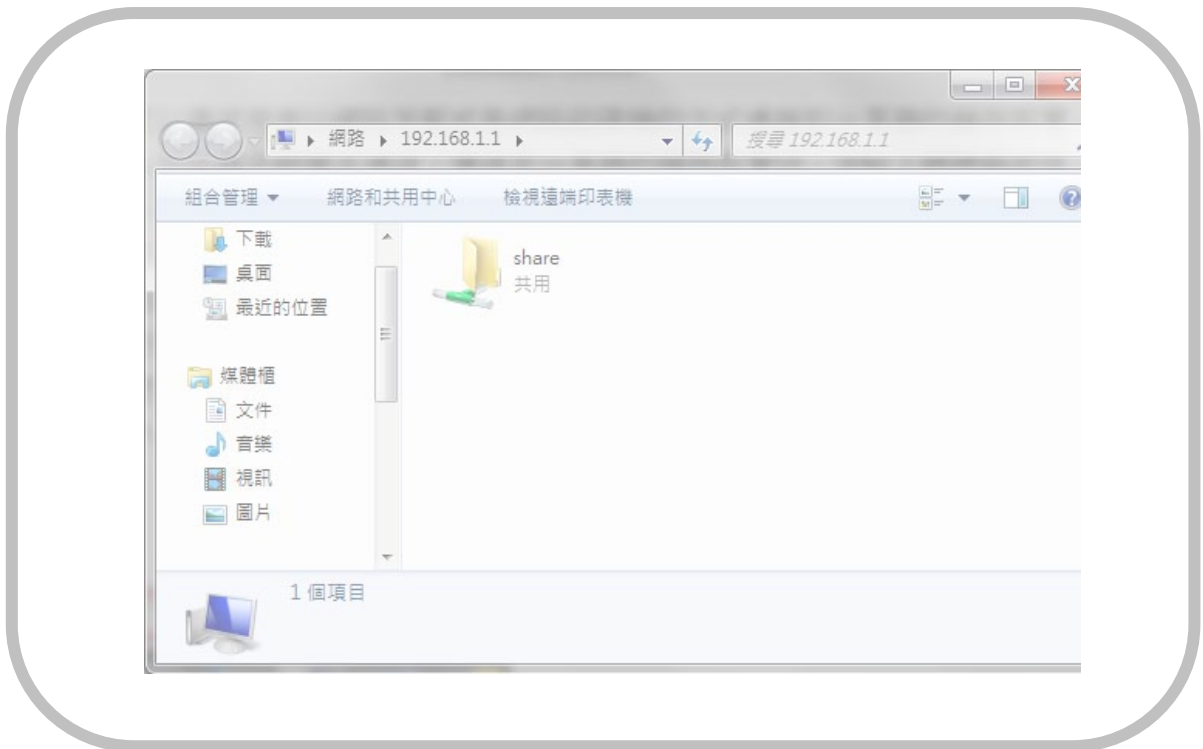 網路 192.168.1.1
搜尋 192.168.1.1
組合管理 網路和共用中心 檢視遠端印表機
下載
桌面
最近的位置
媒體櫃
文件
音樂
視訊
圖片
share
共用
1 個項目